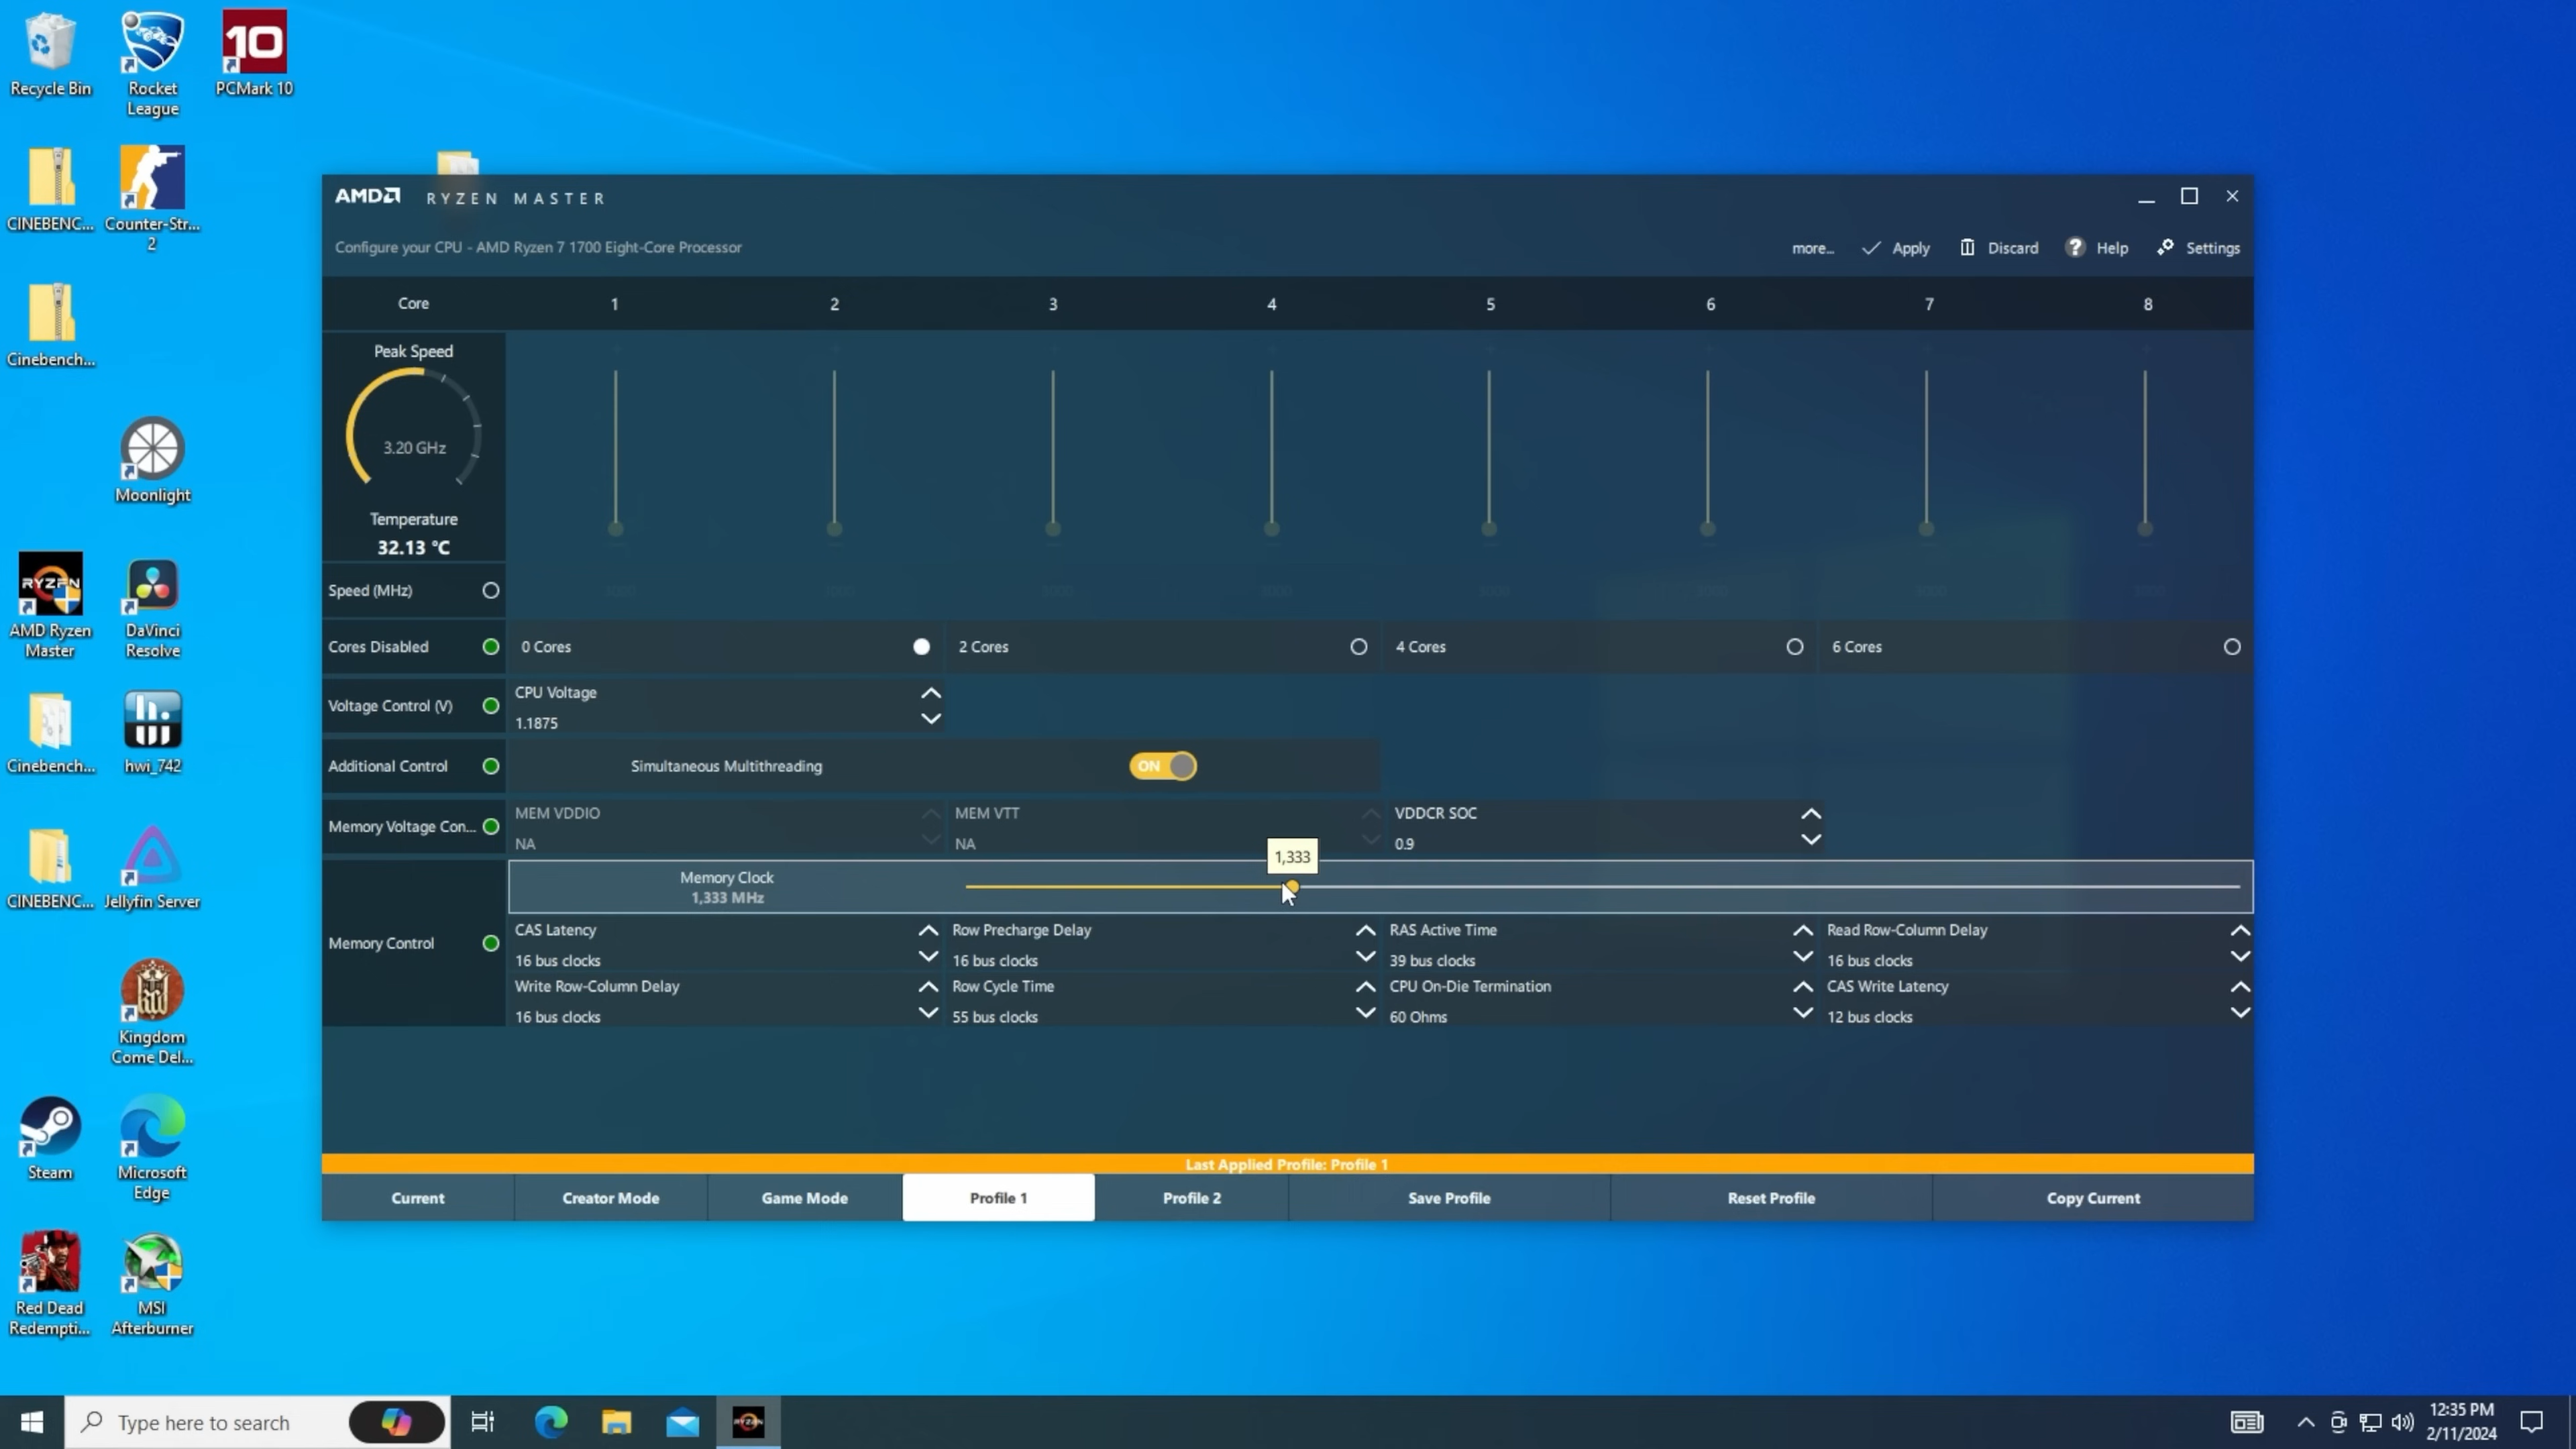 Recycle Bin
Rocket
League
PCMark 10
CINEBENC...
Counter-Str...
2
Cinebench...
Moonlight
AMD Ryzen
Master
DaVinci
Resolve
Cinebench...
hwi_742
CINEBENC...
Jellyfin Server
Kingdom
Come Del...
Steam
Microsoft
Edge
Red Dead
Redempti...
MSI
Afterburner
AMD RYZEN MASTER
Configure your CPU - AMD Ryzen 7 1700 Eight-Core Processor
more...
Apply
Discard
Help
Settings
Core 1 2 3 4 5 6 7 8
Peak Speed
3.20 GHz
Temperature
32.13 °C
Speed (MHz)
Cores Disabled
0 Cores
2 Cores
4 Cores
6 Cores
Voltage Control (V)
CPU Voltage
1.1875
Additional Control
Simultaneous Multithreading
ON
Memory Voltage Con...
MEM VDDIO
NA
MEM VTT
NA
VDDCR SOC
0.9
1,333
Memory Control
Memory Clock
1,333 MHz
CAS Latency
16 bus clocks
Row Precharge Delay
16 bus clocks
RAS Active Time
39 bus clocks
Read Row-Column Delay
16 bus clocks
Write Row-Column Delay
16 bus clocks
Row Cycle Time
55 bus clocks
CPU On-Die Termination
60 Ohms
CAS Write Latency
12 bus clocks
Last Applied Profile: Profile 1
Current
Creator Mode
Game Mode
Profile 1
Profile 2
Save Profile
Reset Profile
Copy Current
Type here to search
12:35 PM
2/11/2024